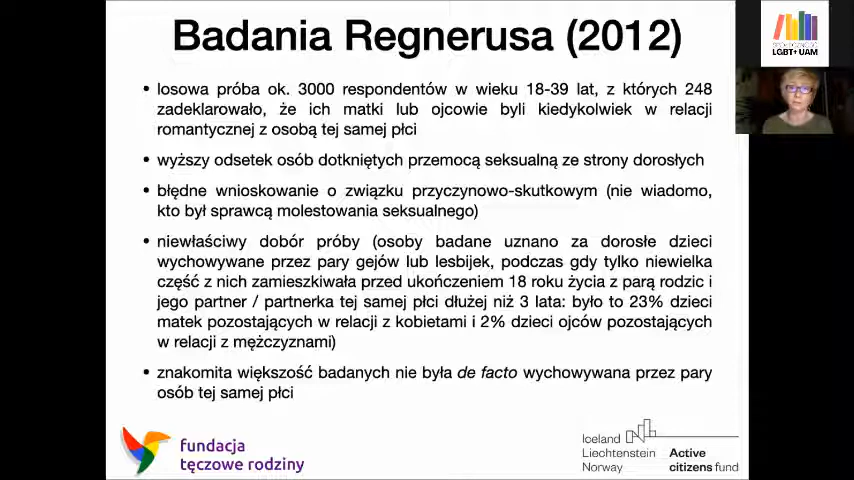 Badania Regnerusa (2012)
• losowa próba ok. 3000 respondentów w wieku 18-39 lat, z których 248
zadeklarowało, że ich matki lub ojcowie byli kiedykolwiek w relacji
romantycznej z osobą tej samej płci
• wyższy odsetek osób dotkniętych przemocą seksualną ze strony dorosłych
• błędne wnioskowanie o związku przyczynowo-skutkowym (nie wiadomo,
kto był sprawcą molestowania seksualnego)
• niewłaściwy dobór próby (osoby badane uznano za dorosłe dzieci
wychowywane przez pary gejów lub lesbijek, podczas gdy tylko niewielka
część z nich zamieszkiwała przed ukończeniem 18 roku życia z parą rodzic i
jego partner / partnerka tej samej płci dłużej niż 3 lata: było to 23% dzieci
matek pozostających w relacji z kobietami i 2% dzieci ojców pozostających
w relacji z mężczyznami)
• znakomita większość badanych nie była de facto wychowywana przez pary
osób tej samej płci
fundacja
tęczowe rodziny
Iceland
Liechtenstein
Norway
Active
citizens fund
LGBT+ UAM